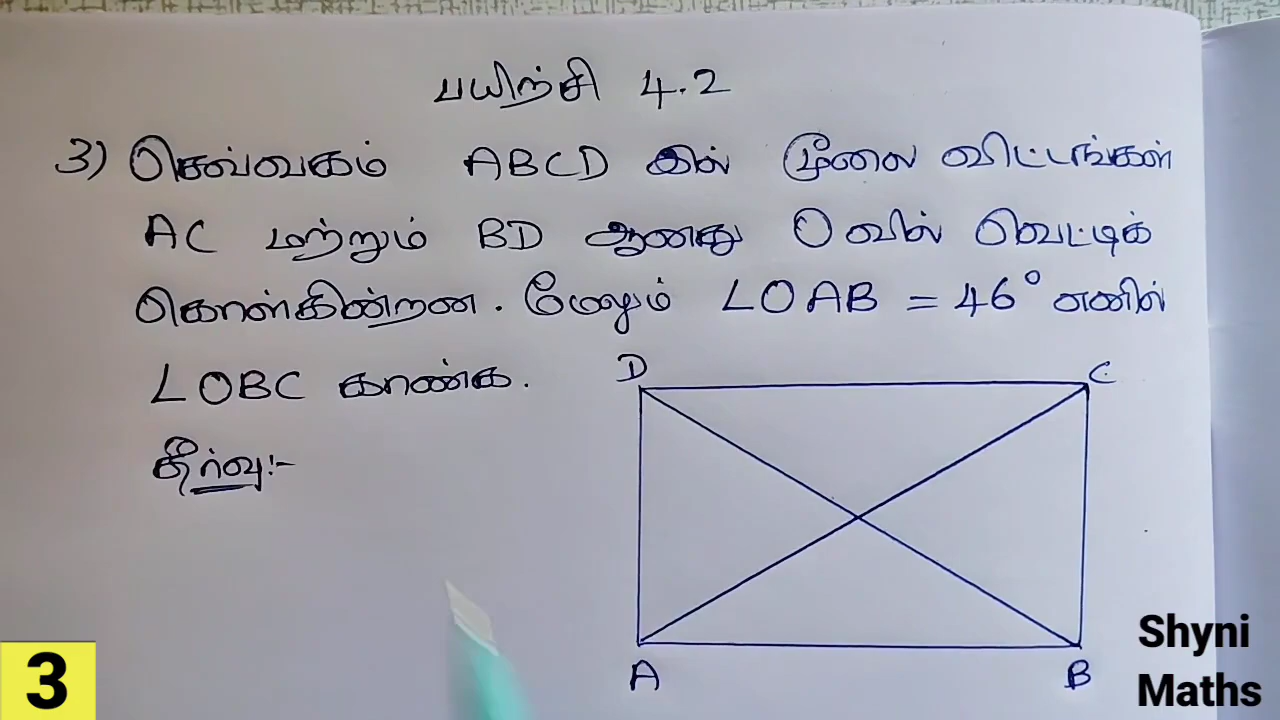 பயிற்சி 4.2
3) செவ்வகம் ABCD இல் மூலை விட்டங்கள்
AC மற்றும் BD ஆனது O வில் வெட்டிக்
கொள்கின்றன. மேலும் ∠OAB = 46° எனில்
∠OBC காண்க.
தீர்வு:-
D C
A B
Shyni
Maths
3